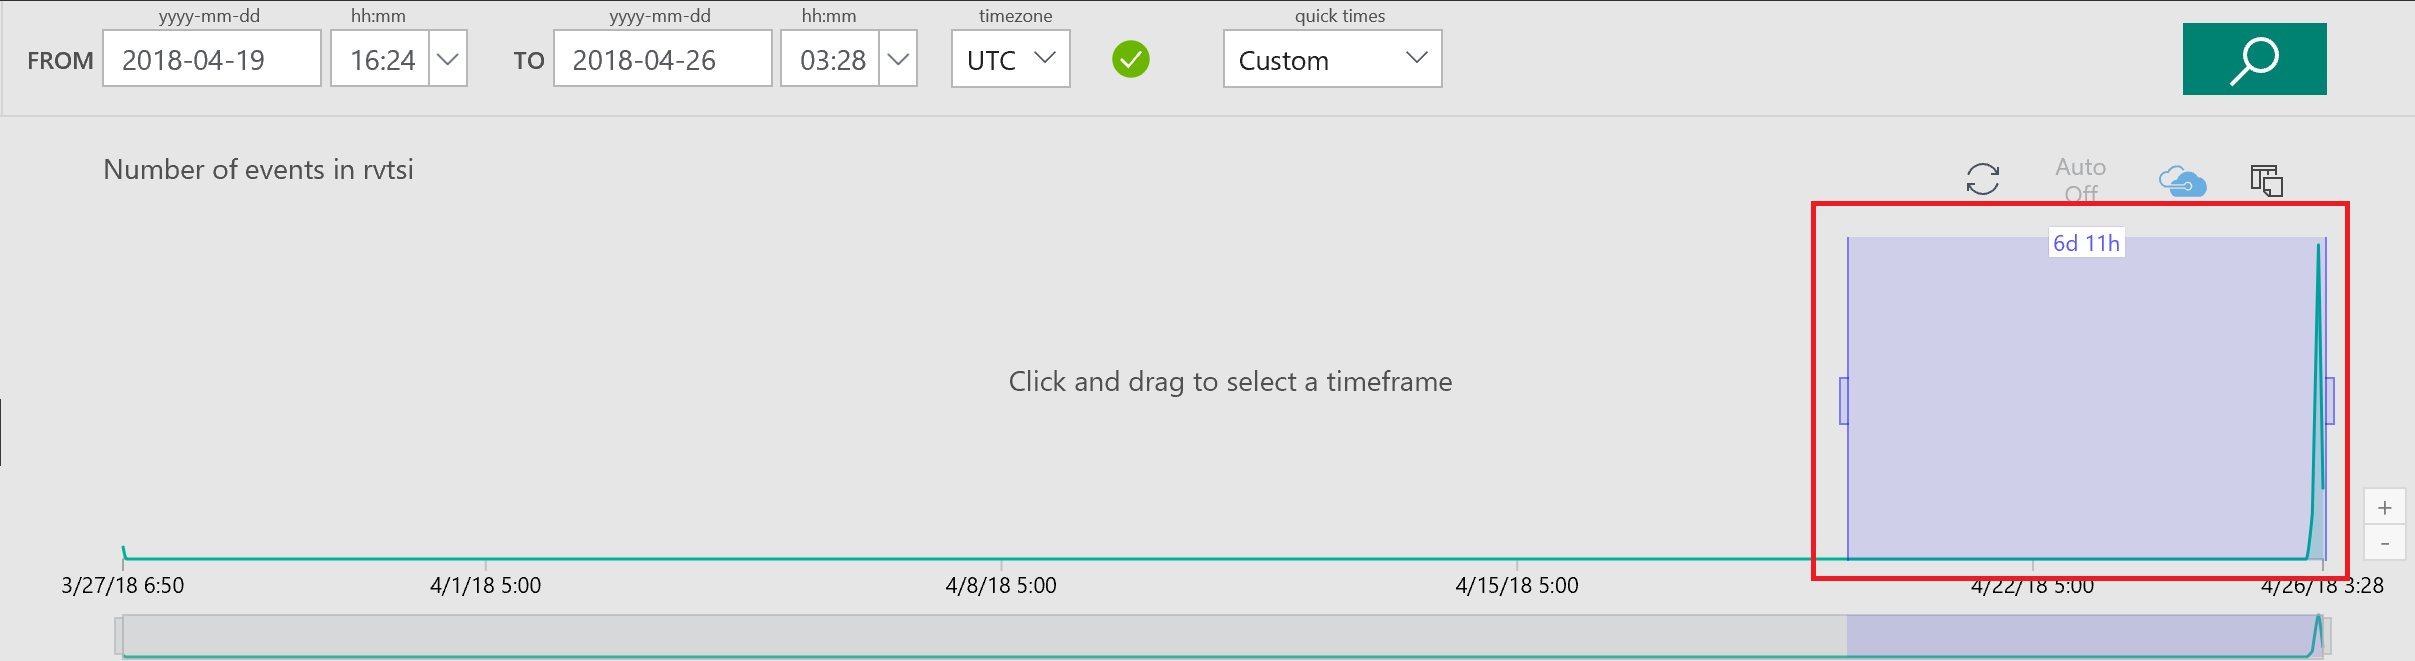 yyyy-mm-dd hh:mm yyyy-mm-dd hh:mm timezone quick times
FROM 2018-04-19 16:24 TO 2018-04-26 03:28 UTC Custom
Number of events in rvtsi
Auto
Off
6d 11h
Click and drag to select a timeframe
+
-
3/27/18 6:50 4/1/18 5:00 4/8/18 5:00 4/15/18 5:00 4/22/18 5:00 4/26/18 3:28